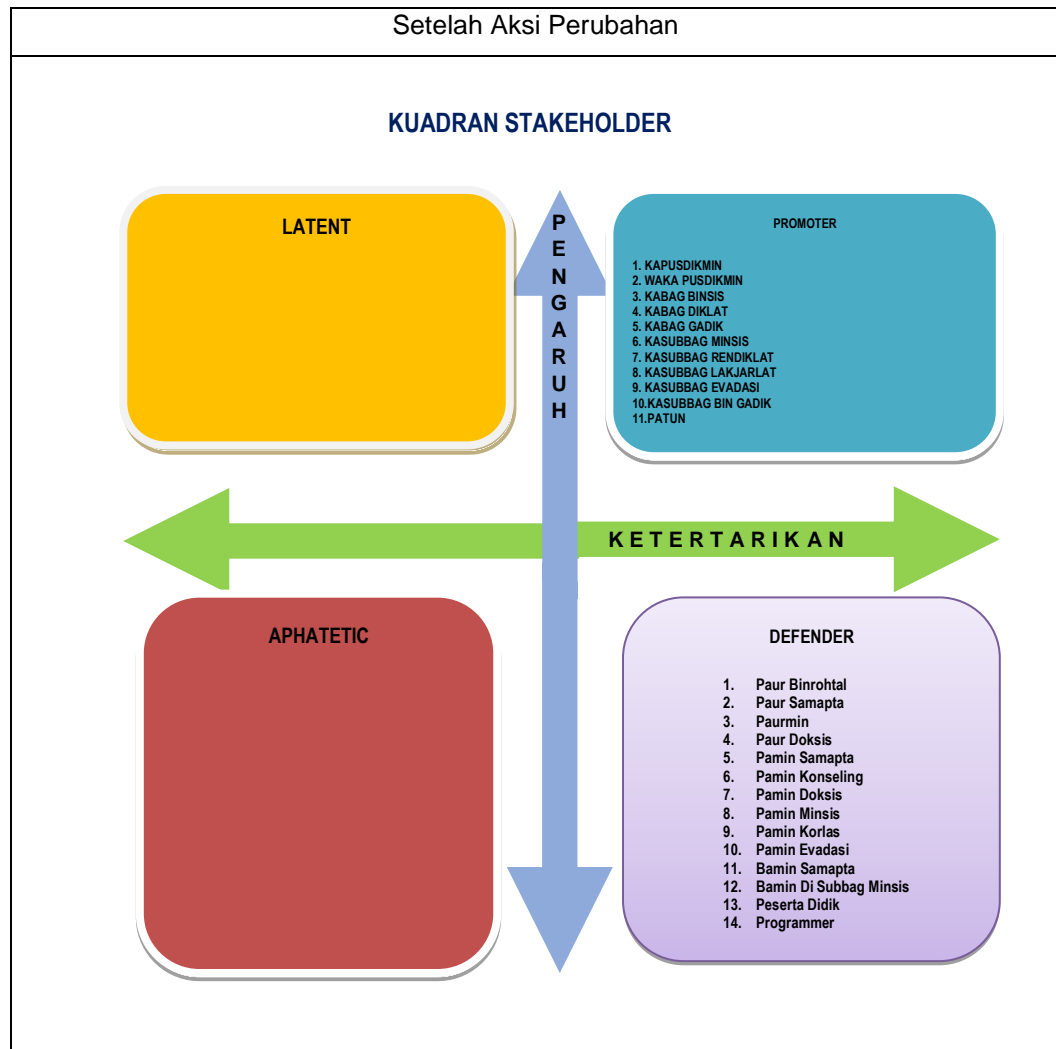 Setelah Aksi Perubahan
KUADRAN STAKEHOLDER
LATENT
PENGARUH
PROMOTER
1. KAPUSDIKMIN
2. WAKA PUSDIKMIN
3. KABAG BINSIS
4. KABAG DIKLAT
5. KABAG GADIK
6. KASUBBAG MINSIS
7. KASUBBAG RENDIKLAT
8. KASUBBAG LAKJARLAT
9. KASUBBAG EVADASI
10.KASUBBAG BIN GADIK
11.PATUN
K E T E R T A R I K A N
APHATETIC
DEFENDER
1. Paur Binrohtal
2. Paur Samapta
3. Paurmin
4. Paur Doksis
5. Pamin Samapta
6. Pamin Konseling
7. Pamin Doksis
8. Pamin Minsis
9. Pamin Korlas
10. Pamin Evadasi
11. Bamin Samapta
12. Bamin Di Subbag Minsis
13. Peserta Didik
14. Programmer